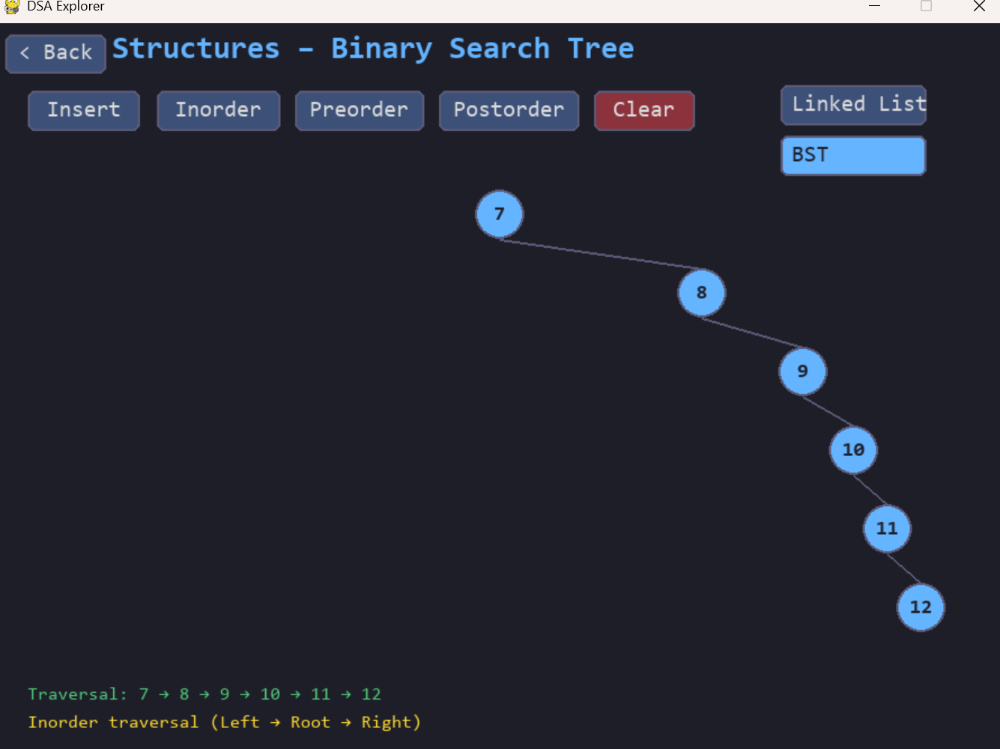 DSA Explorer
< Back
Structures – Binary Search Tree
Insert
Inorder
Preorder
Postorder
Clear
Linked List
BST
7
8
9
10
11
12
Traversal: 7 → 8 → 9 → 10 → 11 → 12
Inorder traversal (Left → Root → Right)